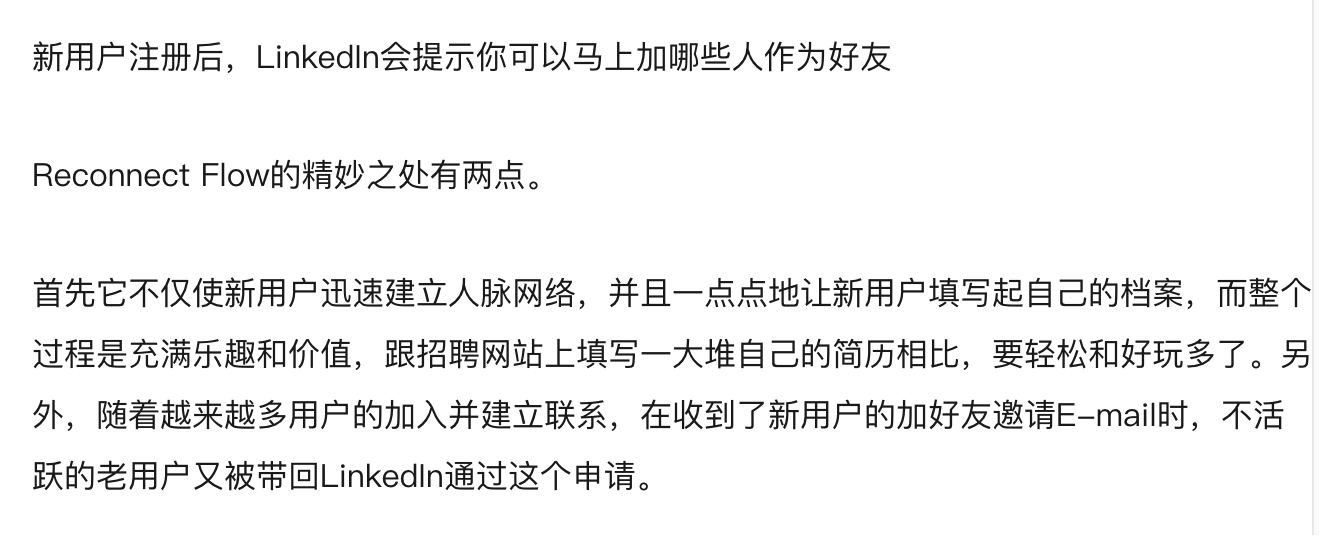 新用户注册后，LinkedIn会提示你可以马上加哪些人作为好友
Reconnect Flow的精妙之处有两点。
首先它不仅使新用户迅速建立人脉网络，并且一点点地让新用户填写起自己的档案，而整个
过程是充满乐趣和价值，跟招聘网站上填写一大堆自己的简历相比，要轻松和好玩多了。另
外，随着越来越多用户的加入并建立联系，在收到了新用户的加好友邀请E-mail时，不活
跃的老用户又被带回LinkedIn通过这个申请。